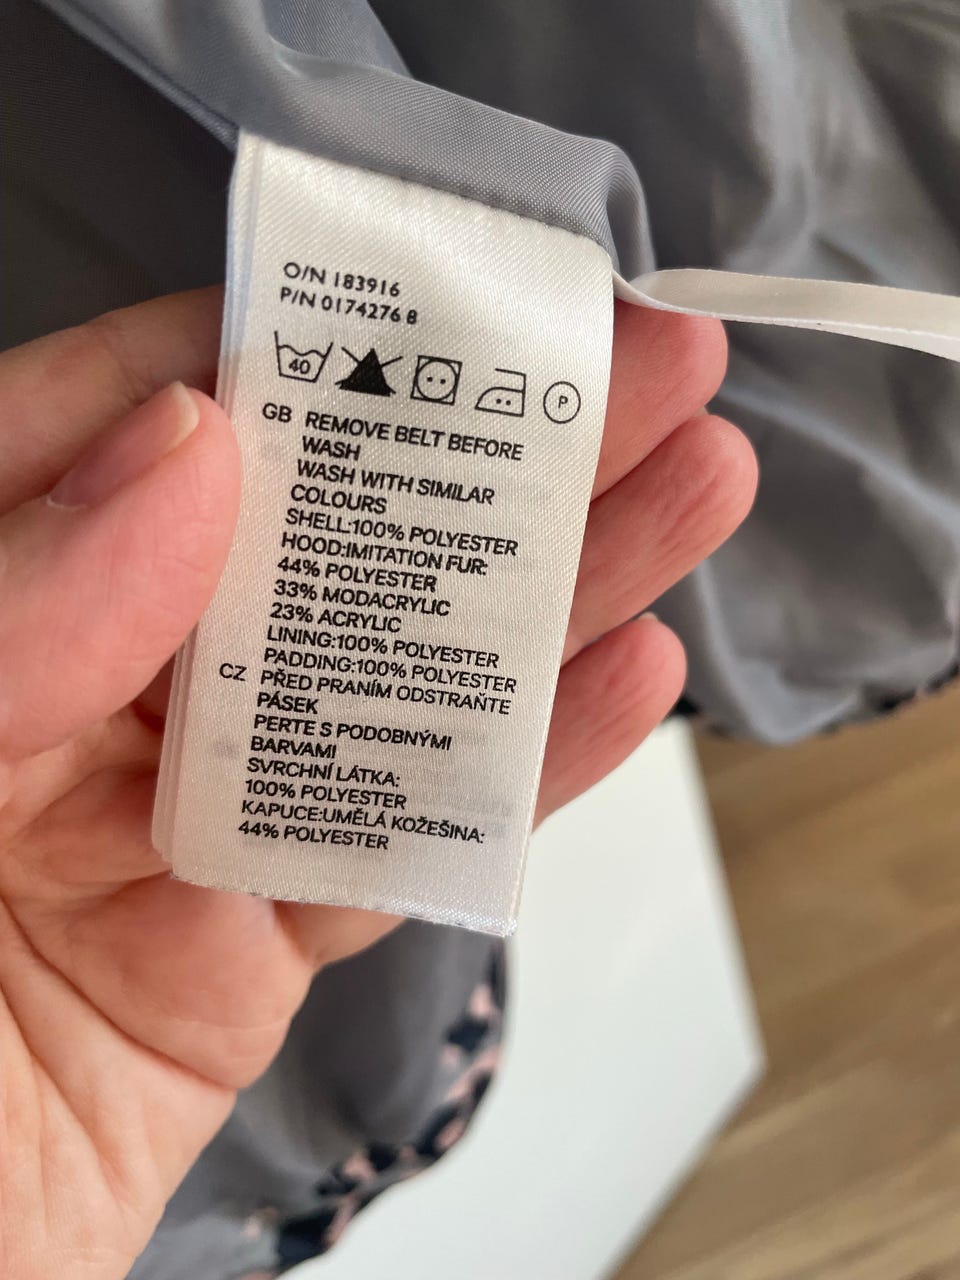 O/N 183916
P/N 0174276 8
40 P
GB REMOVE BELT BEFORE
WASH
WASH WITH SIMILAR
COLOURS
SHELL:100% POLYESTER
HOOD:IMITATION FUR:
44% POLYESTER
33% MODACRYLIC
23% ACRYLIC
LINING:100% POLYESTER
PADDING:100% POLYESTER
CZ PŘED PRANÍM ODSTRAŇTE
PÁSEK
PERTE S PODOBNÝMI
BARVAMI
SVRCHNÍ LÁTKA:
100% POLYESTER
KAPUCE:UMĚLÁ KOŽEŠINA:
44% POLYESTER